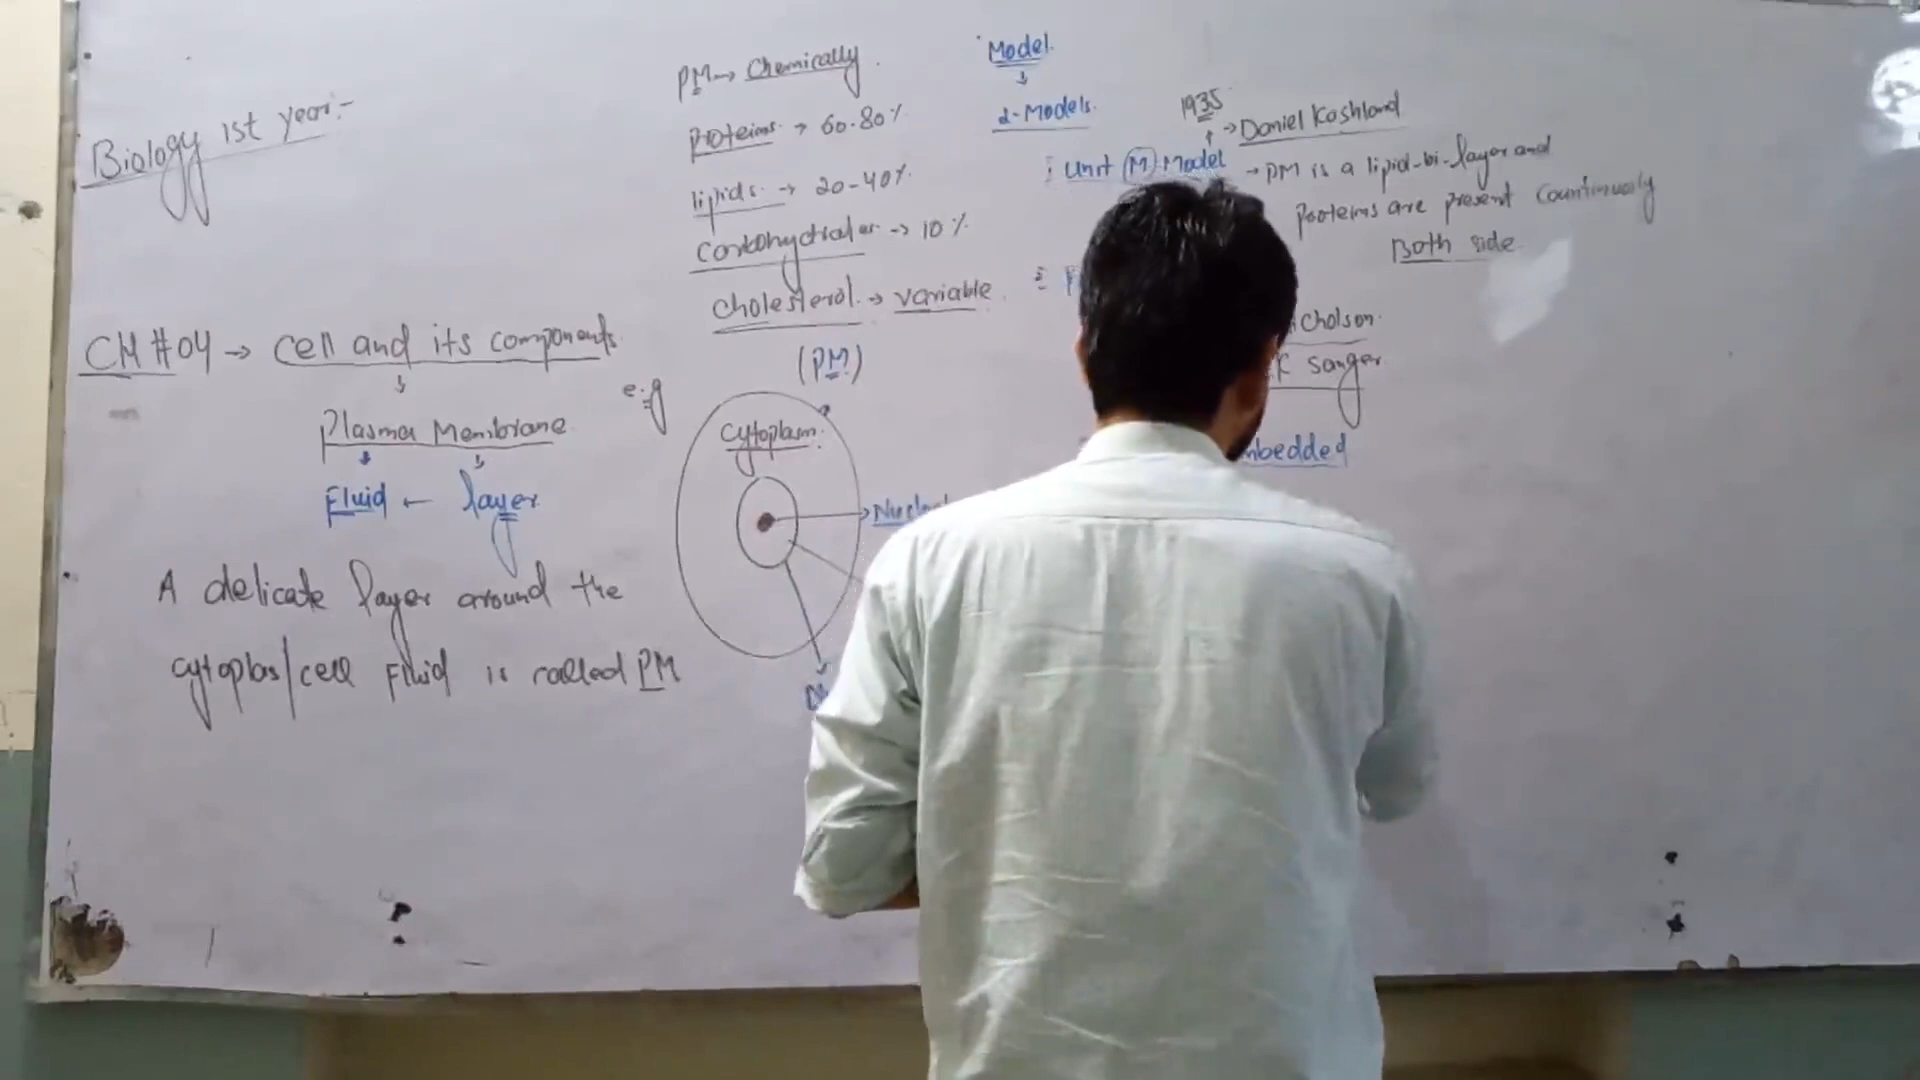 Biology 1st year:-
CH #04 → Cell and its components
Plasma Membrane
Fluid ← layer
A delicate layer around the
cytoplas/cell Fluid is called PM
PM → Chemically
Proteins → 60-80%
lipids → 20-40%
Carbohydrates → 10%
Cholesterol → variable
(PM)
e.g
Cytoplasm
Model
2-Models
1935
i Unit (M) Model
→ Daniel Koshland
→ PM is a lipid-bi-layer and
Proteins are present Countinuosly
Both side
icholson
sanger
mbedded